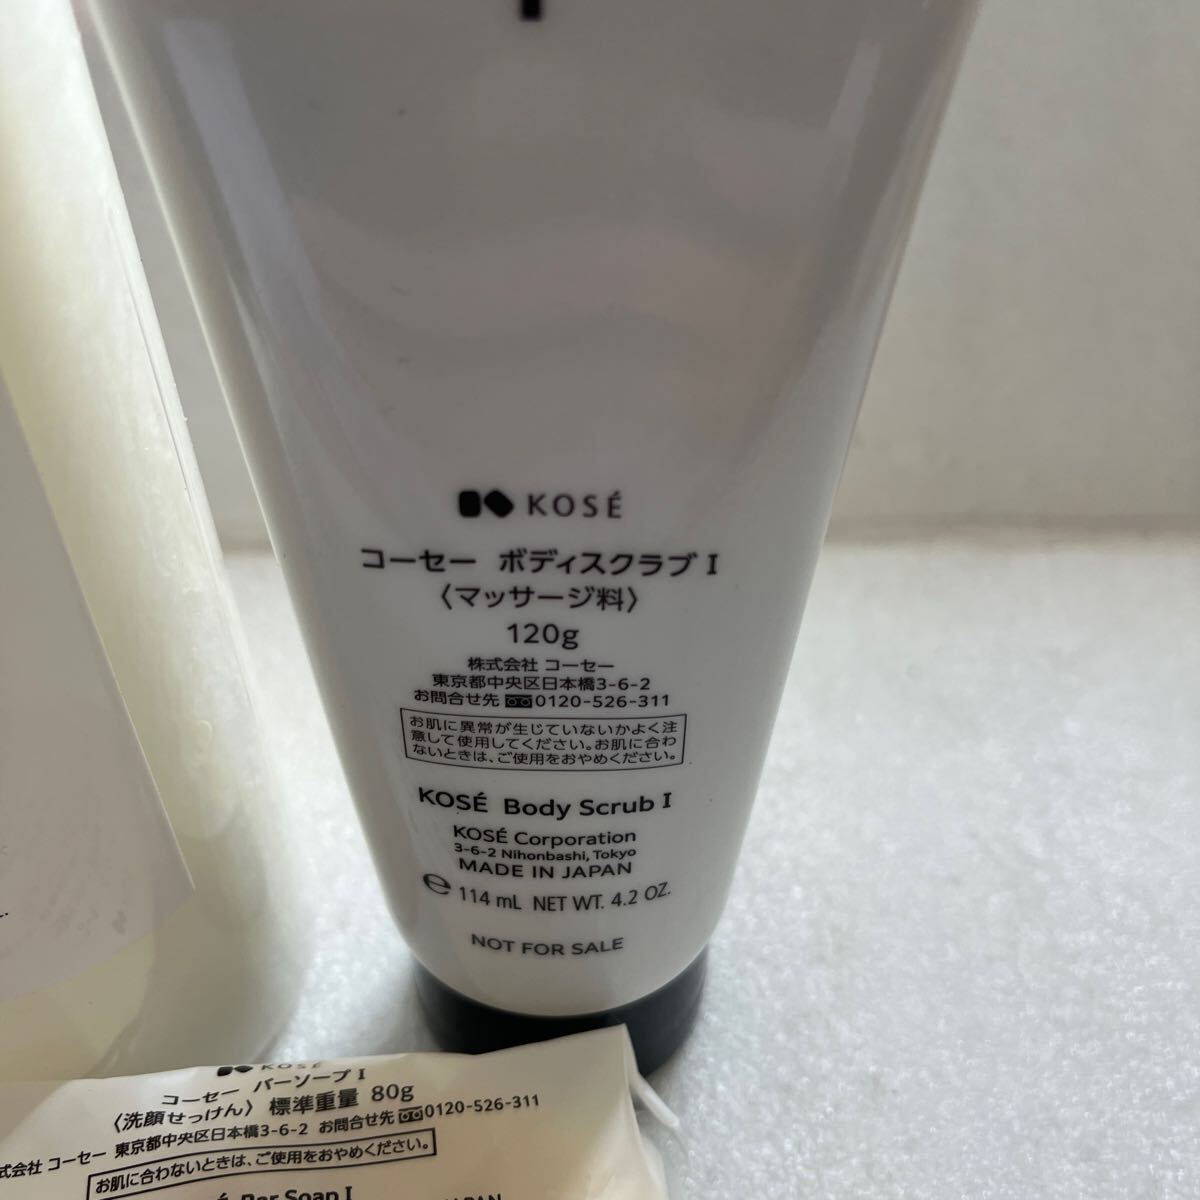 KOSÉ
コーセー ボディスクラブ I
〈マッサージ料〉
120g
株式会社 コーセー
東京都中央区日本橋3-6-2
お問合せ先 0120-526-311
お肌に異常が生じていないかよく注
意して使用してください。お肌に合わ
ないときは、ご使用をおやめください。
KOSÉ Body Scrub I
KOSÉ Corporation
3-6-2 Nihonbashi, Tokyo
MADE IN JAPAN
℮ 114 mL NET WT. 4.2 OZ.
NOT FOR SALE
KOSÉ
コーセー バーソープ I
〈洗顔せっけん〉 標準重量 80g
式会社 コーセー 東京都中央区日本橋3-6-2 お問合せ先 0120-526-311
お肌に合わないときは、ご使用をおやめください。
Bar Soap I
JAPAN